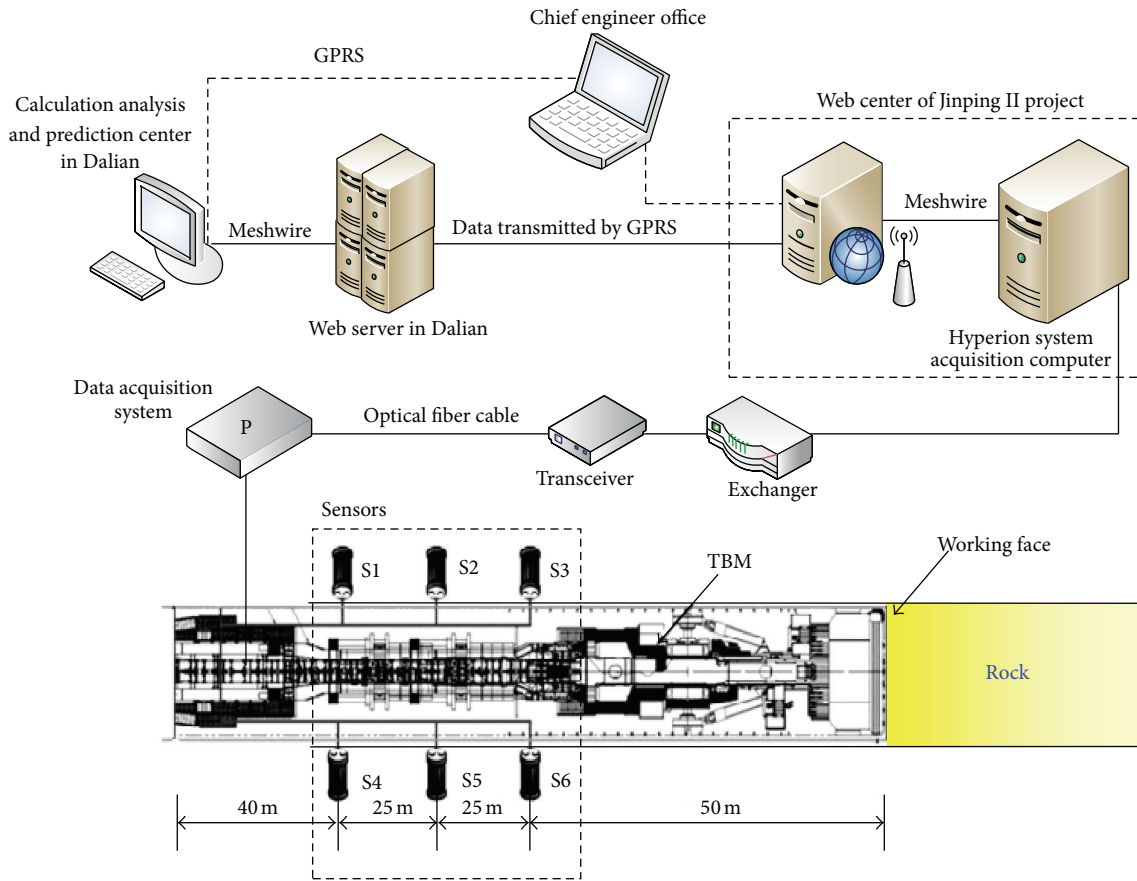 Chief engineer office
GPRS
Calculation analysis
and prediction center
in Dalian
Web center of Jinping II project
Meshwire
Data transmitted by GPRS
Meshwire
Web server in Dalian
Hyperion system
acquisition computer
Data acquisition
system
P
Optical fiber cable
Transceiver
Exchanger
Sensors
Working face
TBM
S1
S2
S3
Rock
S4
S5
S6
40 m
25 m
25 m
50 m